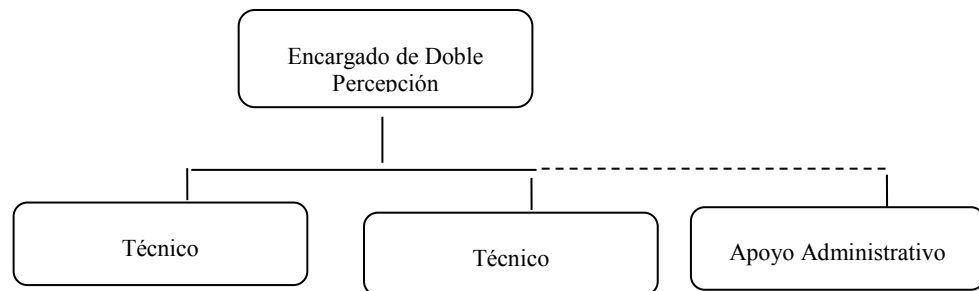 Encargado de Doble
Percepción
Técnico
Técnico
Apoyo Administrativo